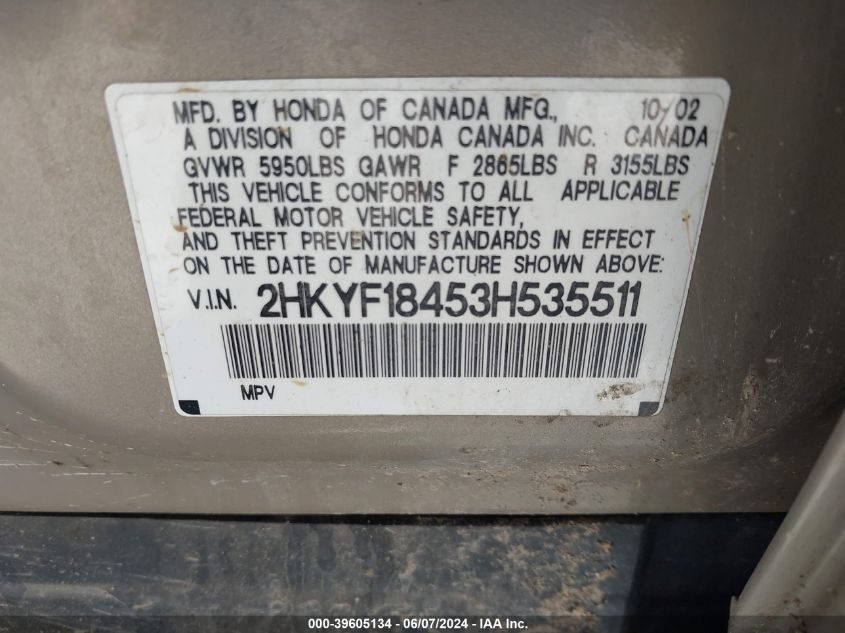 MFD. BY HONDA OF CANADA MFG., 10/02
A DIVISION OF HONDA CANADA INC. CANADA
GVWR 5950LBS GAWR F 2865LBS R 3155LBS
THIS VEHICLE CONFORMS TO ALL APPLICABLE
FEDERAL MOTOR VEHICLE SAFETY,
AND THEFT PREVENTION STANDARDS IN EFFECT
ON THE DATE OF MANUFACTURE SHOWN ABOVE:
V.I.N. 2HKYF18453H535511
MPV
000-39605134 - 06/07/2024 - IAA Inc.